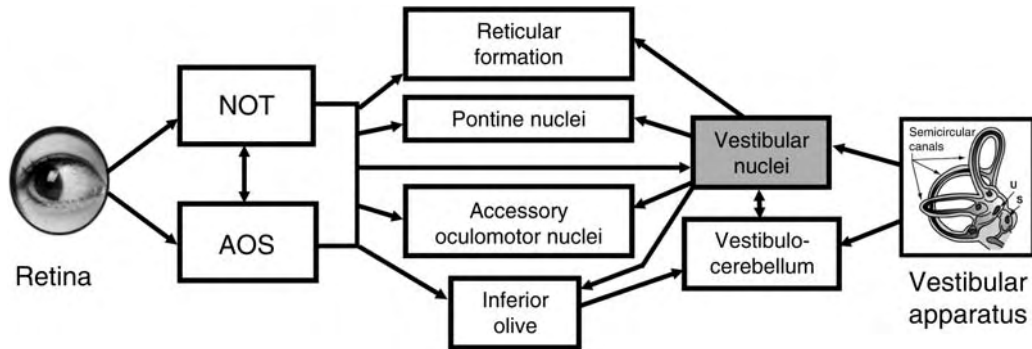 Retina
NOT
AOS
Reticular
formation
Pontine nuclei
Accessory
oculomotor nuclei
Inferior
olive
Vestibular
nuclei
Vestibulo-
cerebellum
Semicircular
canals
U
S
Vestibular
apparatus